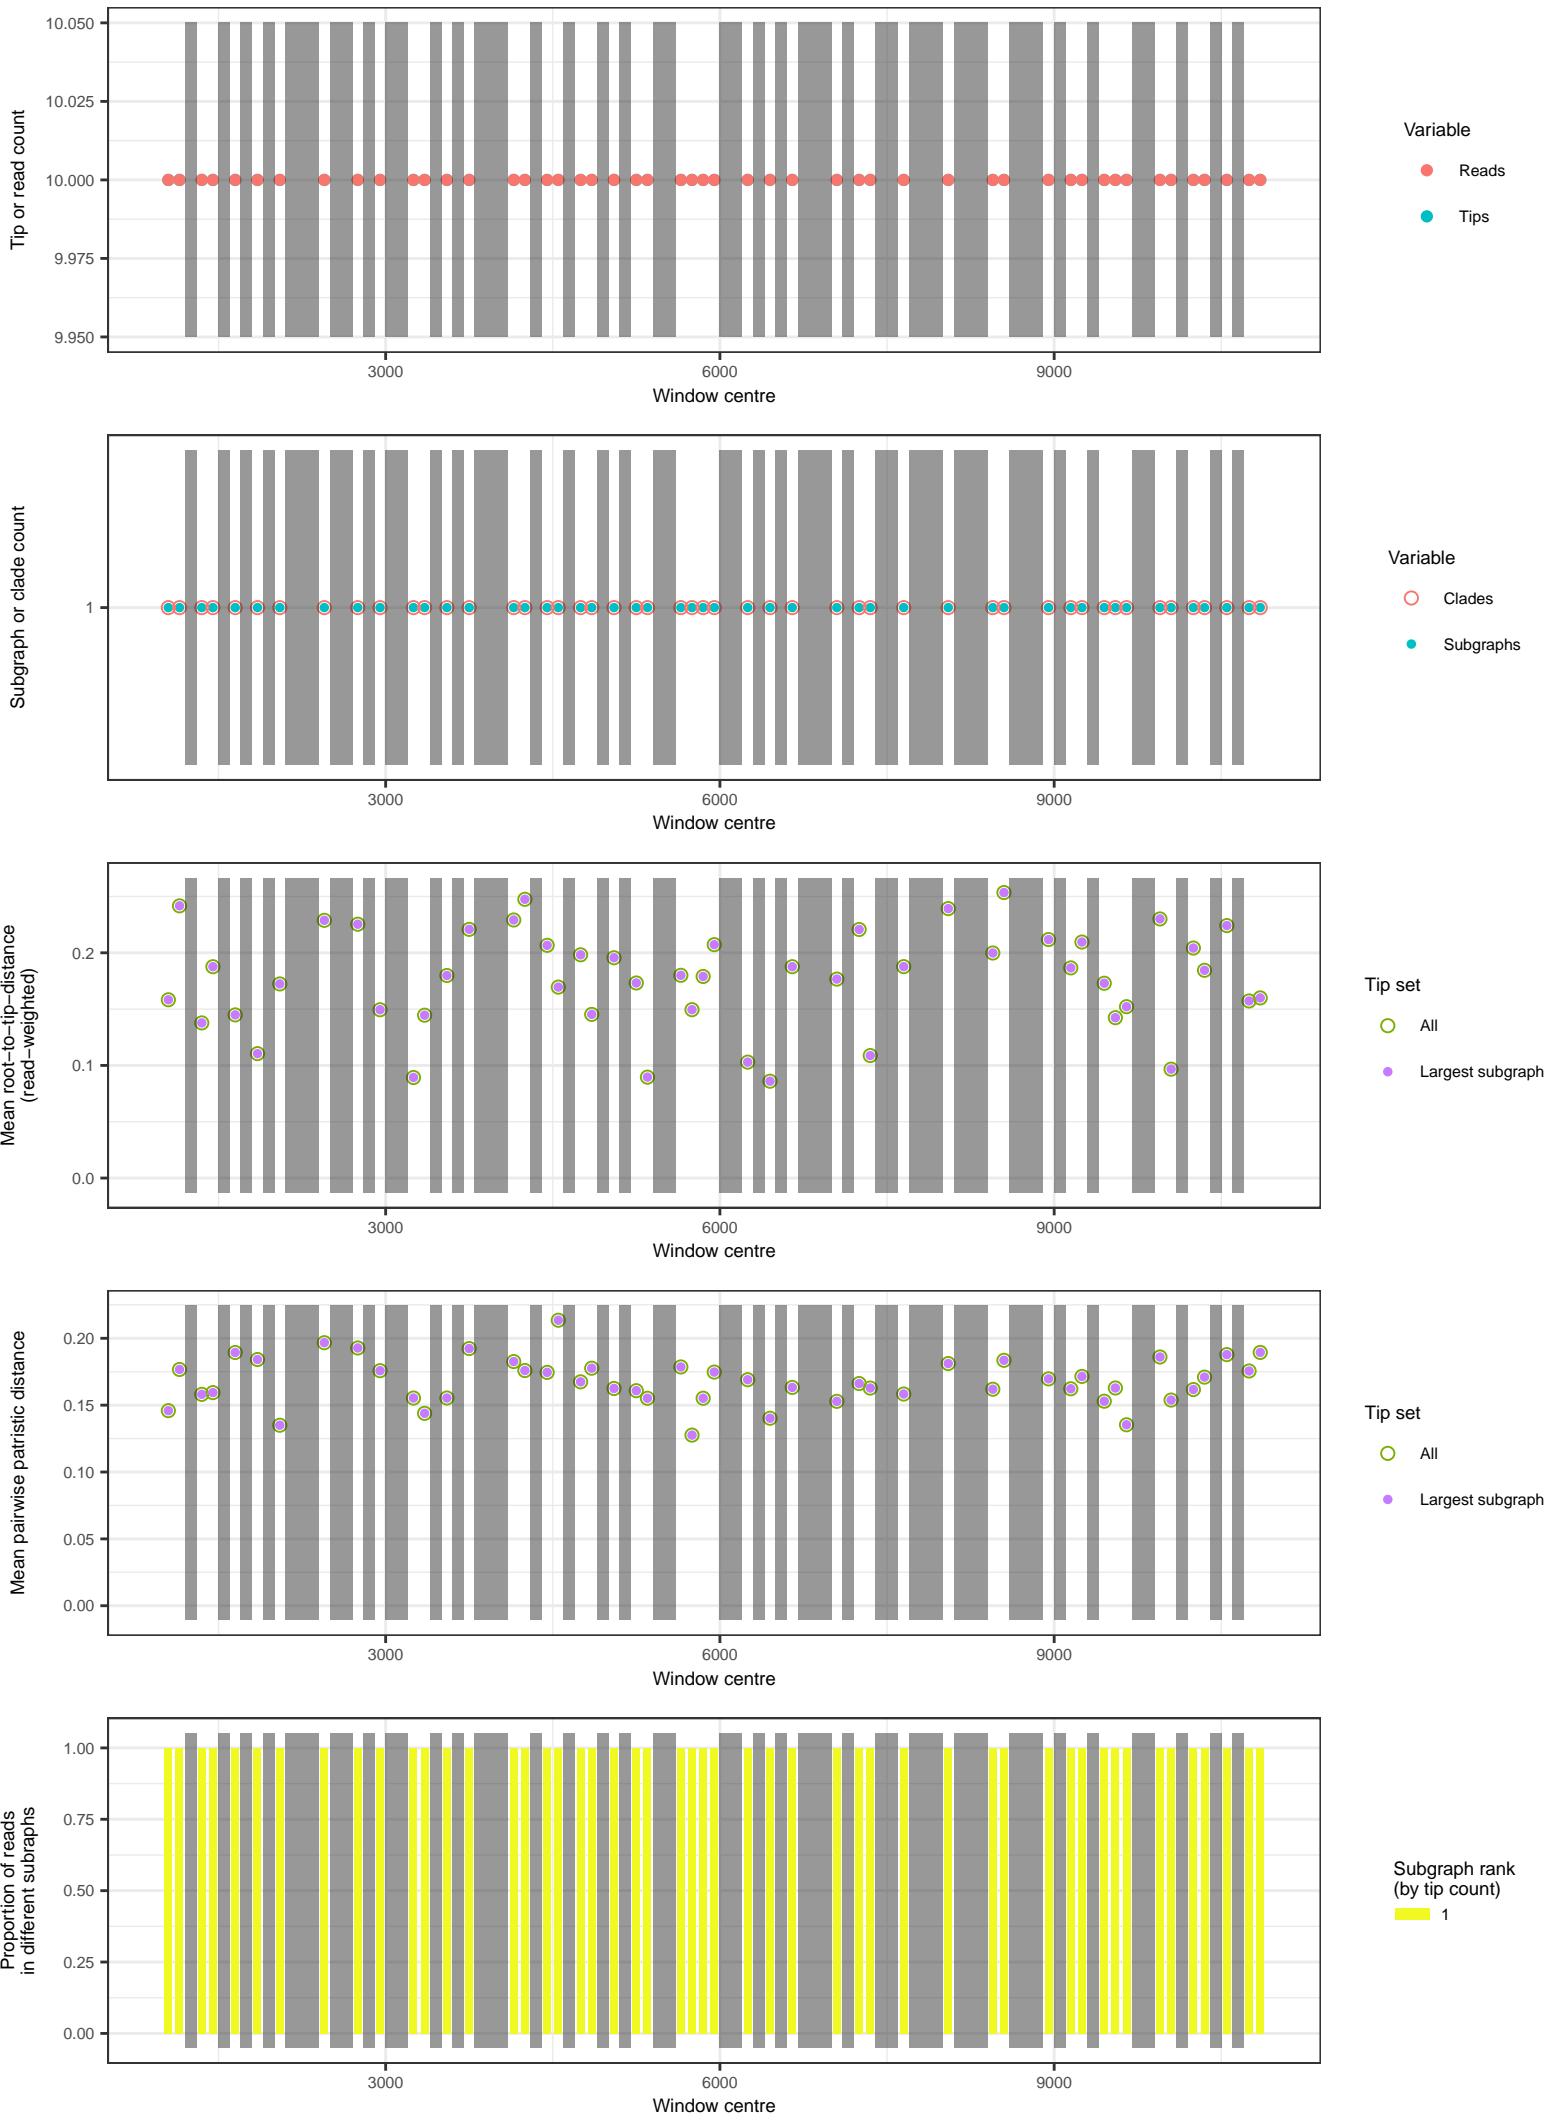 10.050
10.025
10.000
9.975
9.950
Tip or read count
3000
6000
9000
Window centre
Variable
Reads
Tips
1
Subgraph or clade count
3000
6000
9000
Window centre
Variable
Clades
Subgraphs
0.2
0.1
0.0
Mean root−to−tip−distance
(read−weighted)
3000
6000
9000
Window centre
Tip set
All
Largest subgraph
0.20
0.15
0.10
0.05
0.00
Mean pairwise patristic distance
3000
6000
9000
Window centre
Tip set
All
Largest subgraph
1.00
0.75
0.50
0.25
0.00
Proportion of reads
in different subraphs
3000
6000
9000
Window centre
Subgraph rank
(by tip count)
1